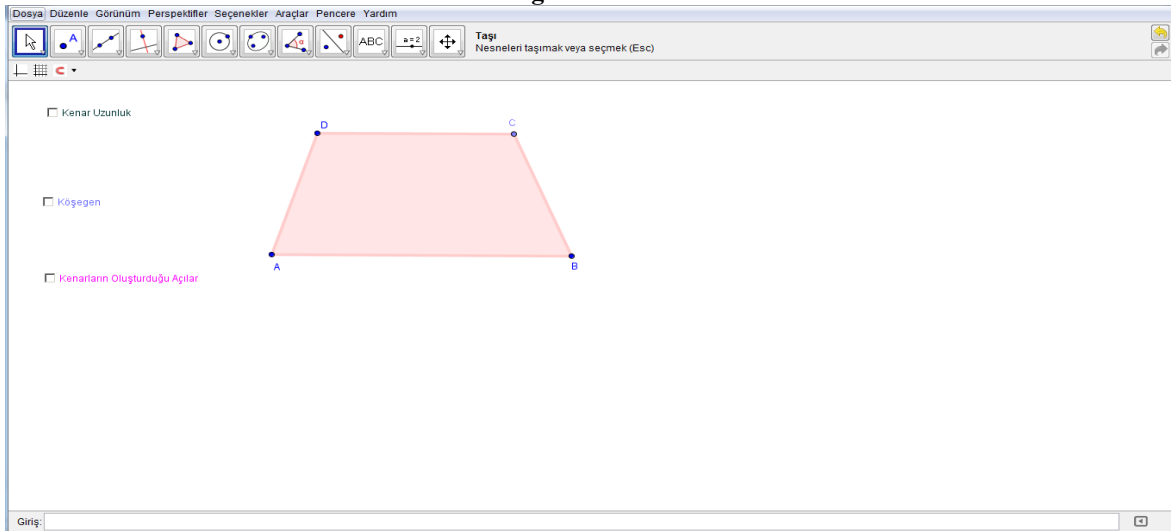 Dosya Düzenle Görünüm Perspektifler Seçenekler Araçlar Pencere Yardım
A ABC a=2 Taşı
Nesneleri taşımak veya seçmek (Esc)
Kenar Uzunluk
D C
Köşegen
A B
Kenarların Oluşturduğu Açılar
Giriş: